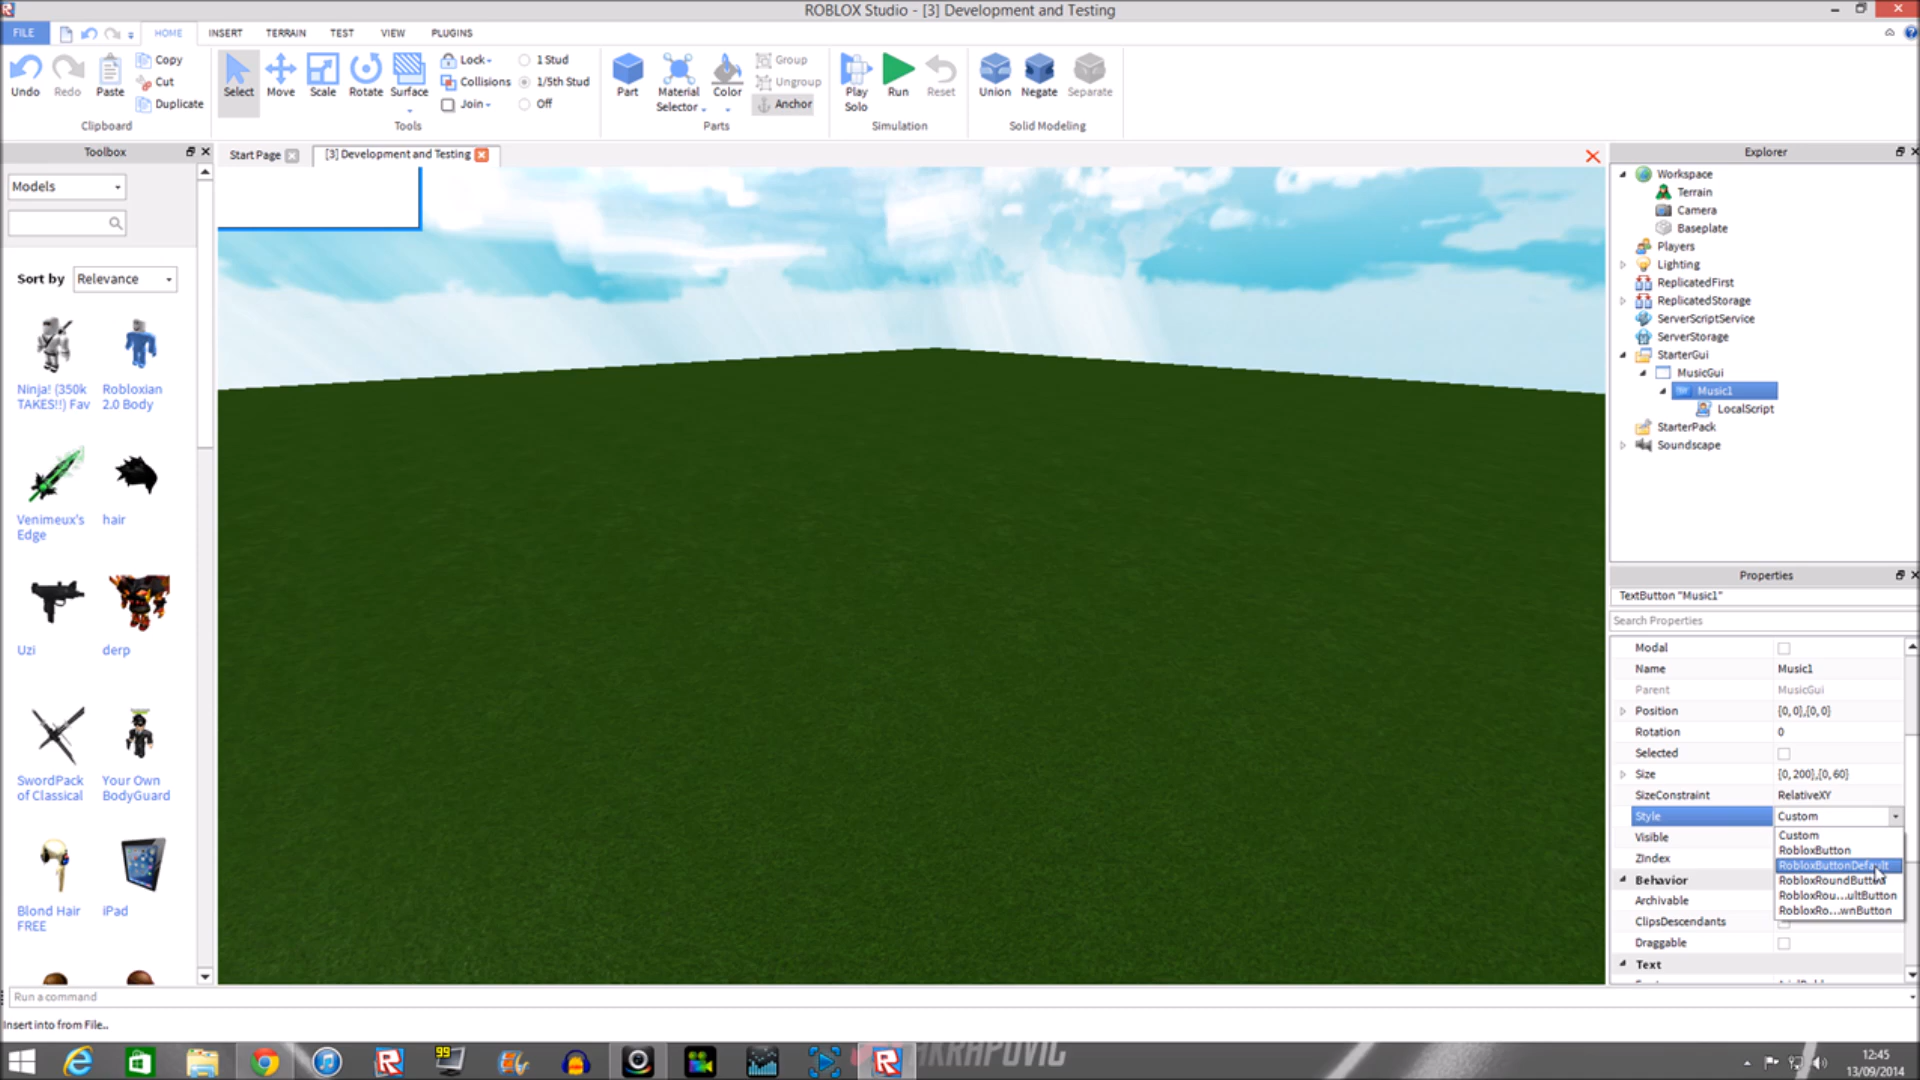 ROBLOX Studio - [3] Development and Testing
FILE HOME INSERT TERRAIN TEST VIEW PLUGINS
Undo Redo Paste Copy Cut Duplicate
Clipboard
Select Move Scale Rotate Surface
Lock Collisions Join
1 Stud
1/5th Stud
Off
Tools
Part Material Selector Color
Group
Ungroup
Anchor
Parts
Play Solo Run Reset
Simulation
Union Negate Separate
Solid Modeling
Toolbox
Models
Sort by Relevance
Ninja! (350k TAKES!!) Fav
Robloxian 2.0 Body
Venimeux's Edge
hair
Uzi
derp
SwordPack of Classical
Your Own BodyGuard
Blond Hair FREE
iPad
Start Page
[3] Development and Testing
Explorer
Workspace
Terrain
Camera
Baseplate
Players
Lighting
ReplicatedFirst
ReplicatedStorage
ServerScriptService
ServerStorage
StarterGui
MusicGui
Music1
LocalScript
StarterPack
Soundscape
Properties
TextButton "Music1"
Search Properties
Modal
Name Music1
Parent MusicGui
Position {0, 0},{0, 0}
Rotation 0
Selected
Size {0, 200},{0, 60}
SizeConstraint RelativeXY
Style Custom
Visible
ZIndex
Custom
RobloxButton
RobloxButtonDefault
RobloxRoundButton
RobloxRou...ultButton
RobloxRo...wnButton
Behavior
Archivable
ClipsDescendants
Draggable
Text
Run a command
Insert into from File..
99
AKRAPOVIC
12:45
13/09/2014